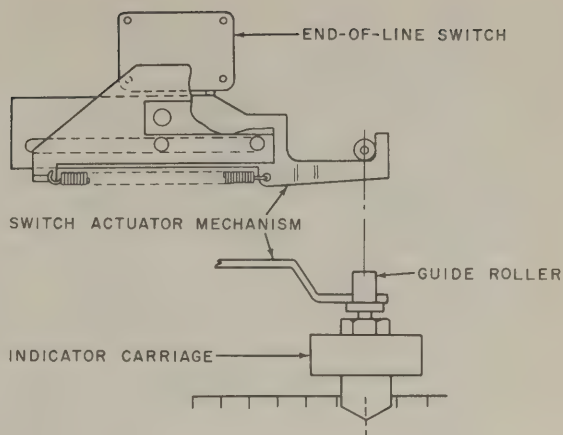 END-OF-LINE SWITCH
SWITCH ACTUATOR MECHANISM
GUIDE ROLLER
INDICATOR CARRIAGE